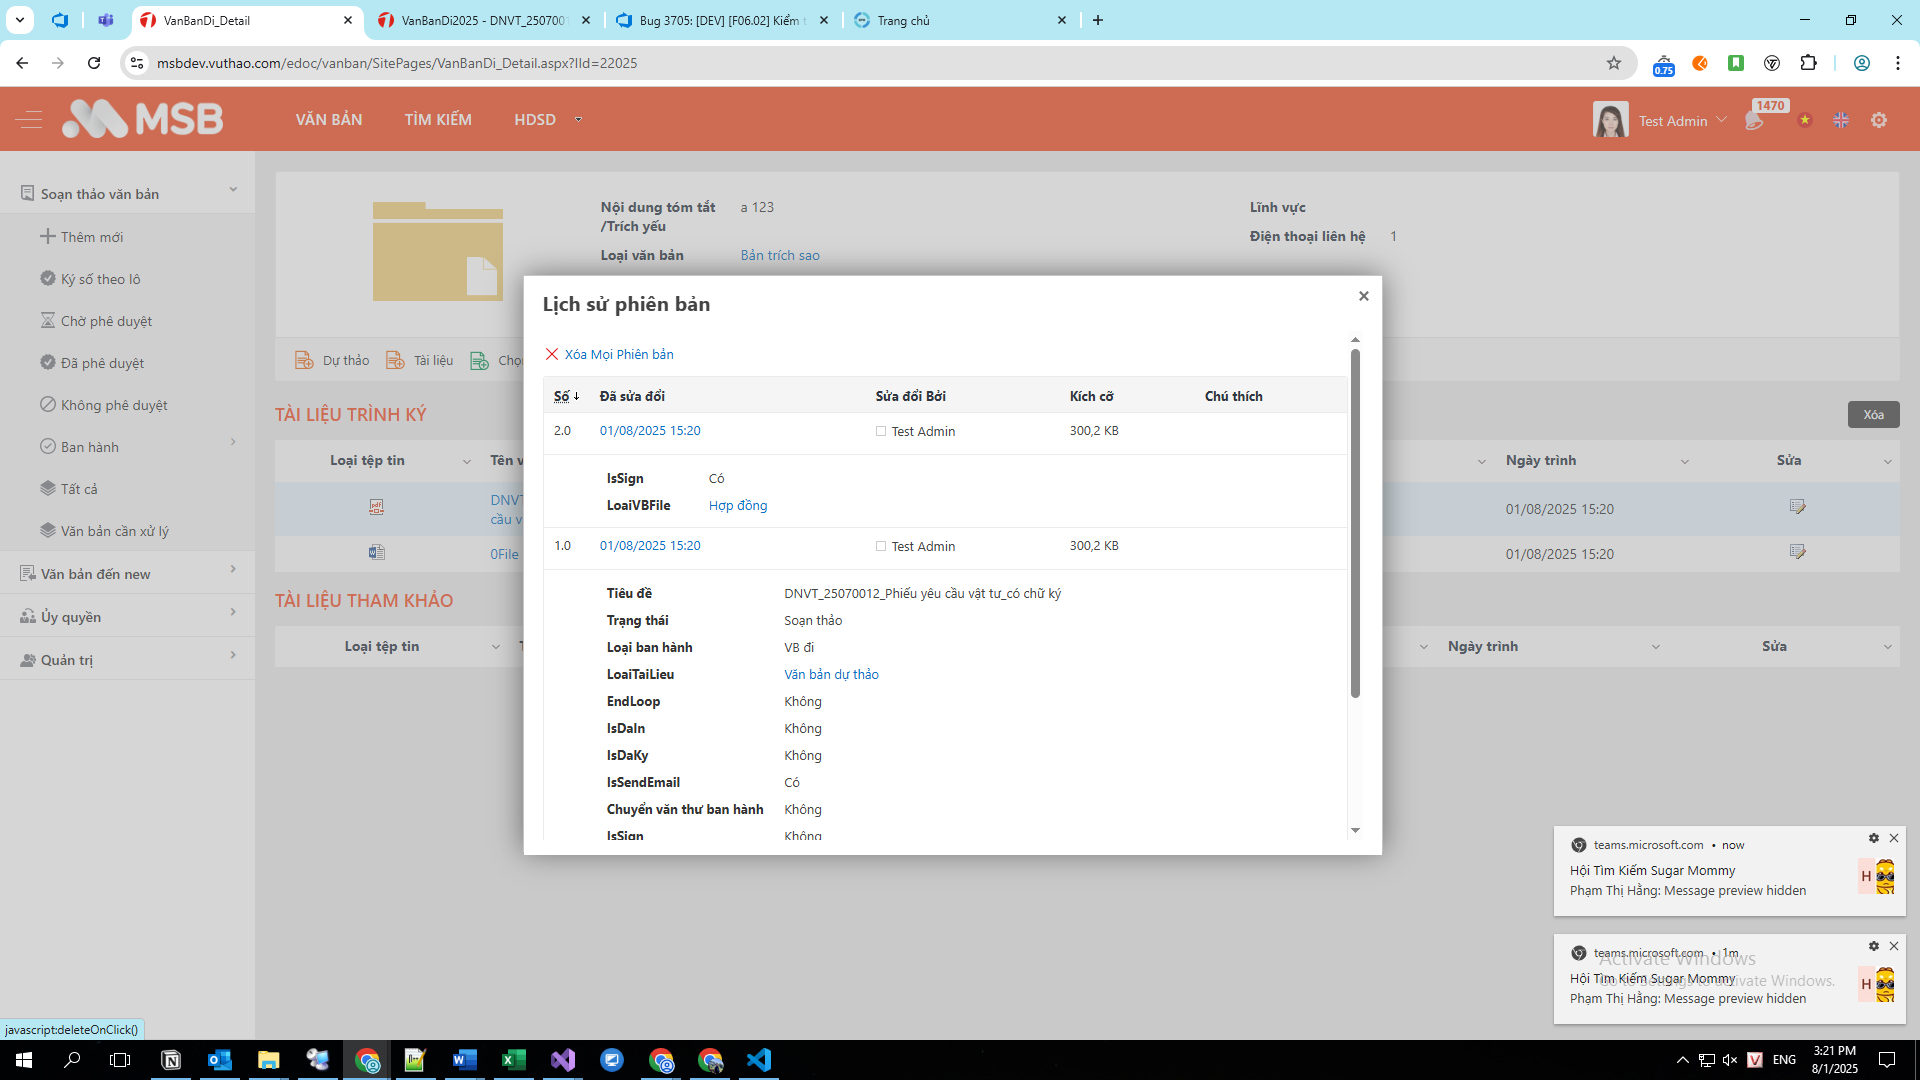 VanBanDi_Detail
VanBanDi2025 - DNVT_250700
Bug 3705: [DEV] [F06.02] Kiểm t
Trang chủ
msbdev.vuthao.com/edoc/vanban/SitePages/VanBanDi_Detail.aspx?IId=22025
0.75
MSB
VĂN BẢN
TÌM KIẾM
HDSD
Test Admin
1470
Soạn thảo văn bản
Thêm mới
Ký số theo lô
Chờ phê duyệt
Đã phê duyệt
Không phê duyệt
Ban hành
Tất cả
Văn bản cần xử lý
Văn bản đến new
Ủy quyền
Quản trị
Nội dung tóm tắt
/Trích yếu
a 123
Loại văn bản
Bản trích sao
Lĩnh vực
Điện thoại liên hệ
1
Dự thảo
Tài liệu
Chọ
TÀI LIỆU TRÌNH KÝ
Xóa
Loại tệp tin
Tên v
Ngày trình
Sửa
DNVT
cầu v
01/08/2025 15:20
0File
01/08/2025 15:20
TÀI LIỆU THAM KHẢO
Loại tệp tin
Ngày trình
Sửa
Lịch sử phiên bản
Xóa Mọi Phiên bản
Số
Đã sửa đổi
Sửa đổi Bởi
Kích cỡ
Chú thích
2.0
01/08/2025 15:20
Test Admin
300,2 KB
IsSign
Có
LoaiVBFile
Hợp đồng
1.0
01/08/2025 15:20
Test Admin
300,2 KB
Tiêu đề
DNVT_25070012_Phiếu yêu cầu vật tư_có chữ ký
Trạng thái
Soạn thảo
Loại ban hành
VB đi
LoaiTaiLieu
Văn bản dự thảo
EndLoop
Không
IsDaIn
Không
IsDaKy
Không
IsSendEmail
Có
Chuyển văn thư ban hành
Không
IsSign
Không
teams.microsoft.com • now
Hội Tìm Kiếm Sugar Mommy
Phạm Thị Hằng: Message preview hidden
H
teams.microsoft.com • 1m
Hội Tìm Kiếm Sugar Mommy
Phạm Thị Hằng: Message preview hidden
H
Activate Windows
Go to Settings to activate Windows.
javascript:deleteOnClick()
ENG
3:21 PM
8/1/2025